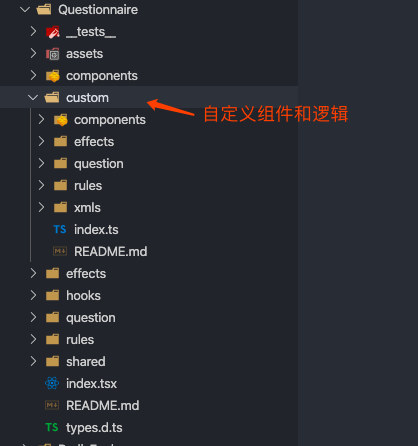 Questionnaire
__tests__
assets
components
custom
自定义组件和逻辑
components
effects
question
rules
xmls
TS index.ts
README.md
effects
hooks
question
rules
shared
index.tsx
README.md
TS types.d.ts